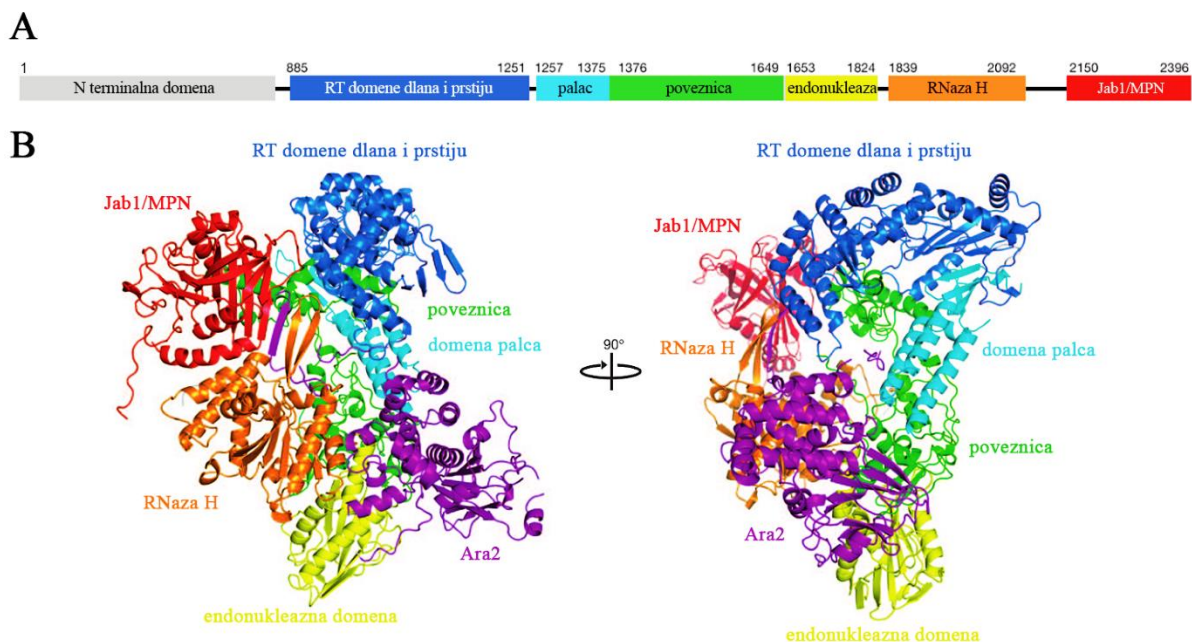 A
1 885 1251 1257 1375 1376 1649 1653 1824 1839 2092 2150 2396
N terminalna domena RT domene dlana i prstiju palac poveznica endonukleaza RNaza H Jab1/MPN
B
RT domene dlana i prstiju RT domene dlana i prstiju
Jab1/MPN
Jab1/MPN
poveznica
RNaza H
domena palca
90°
domena palca
poveznica
RNaza H
Ara2
Ara2
endonukleazna domena
endonukleazna domena